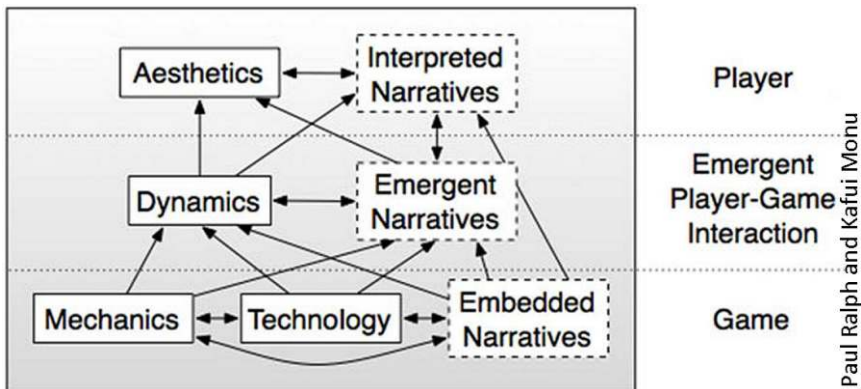 Aesthetics
Interpreted
Narratives
Player
Dynamics
Emergent
Narratives
Emergent
Player-Game
Interaction
Mechanics
Technology
Embedded
Narratives
Game
Paul Ralph and Kafui Monu